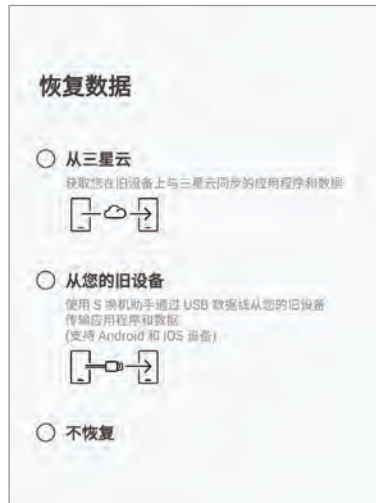 恢复数据
从三星云
获取您在旧设备上与三星云同步的应用程序和数据
从您的旧设备
使用 S 换机助手通过 USB 数据线从您的旧设备
传输应用程序和数据
(支持 Android 和 iOS 设备)
不恢复